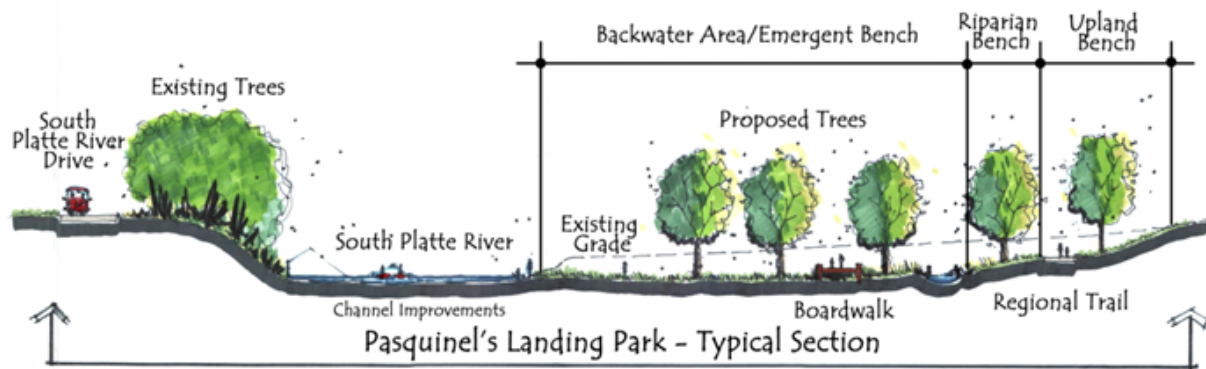 Backwater Area/Emergent Bench
Riparian
Bench
Upland
Bench
Existing Trees
South
Platte River
Drive
Proposed Trees
Existing
Grade
South Platte River
Channel Improvements
Boardwalk
Regional Trail
Pasquinel's Landing Park - Typical Section